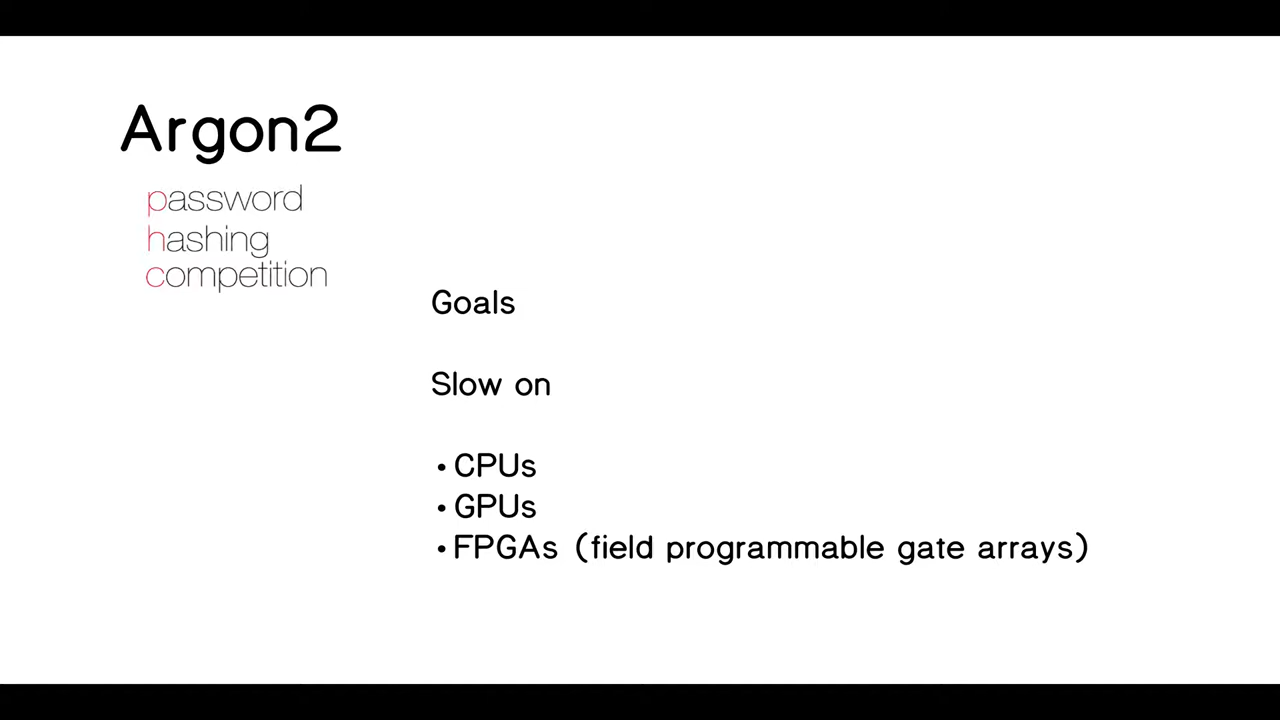 Argon2
password
hashing
competition
Goals
Slow on
• CPUs
• GPUs
• FPGAs (field programmable gate arrays)